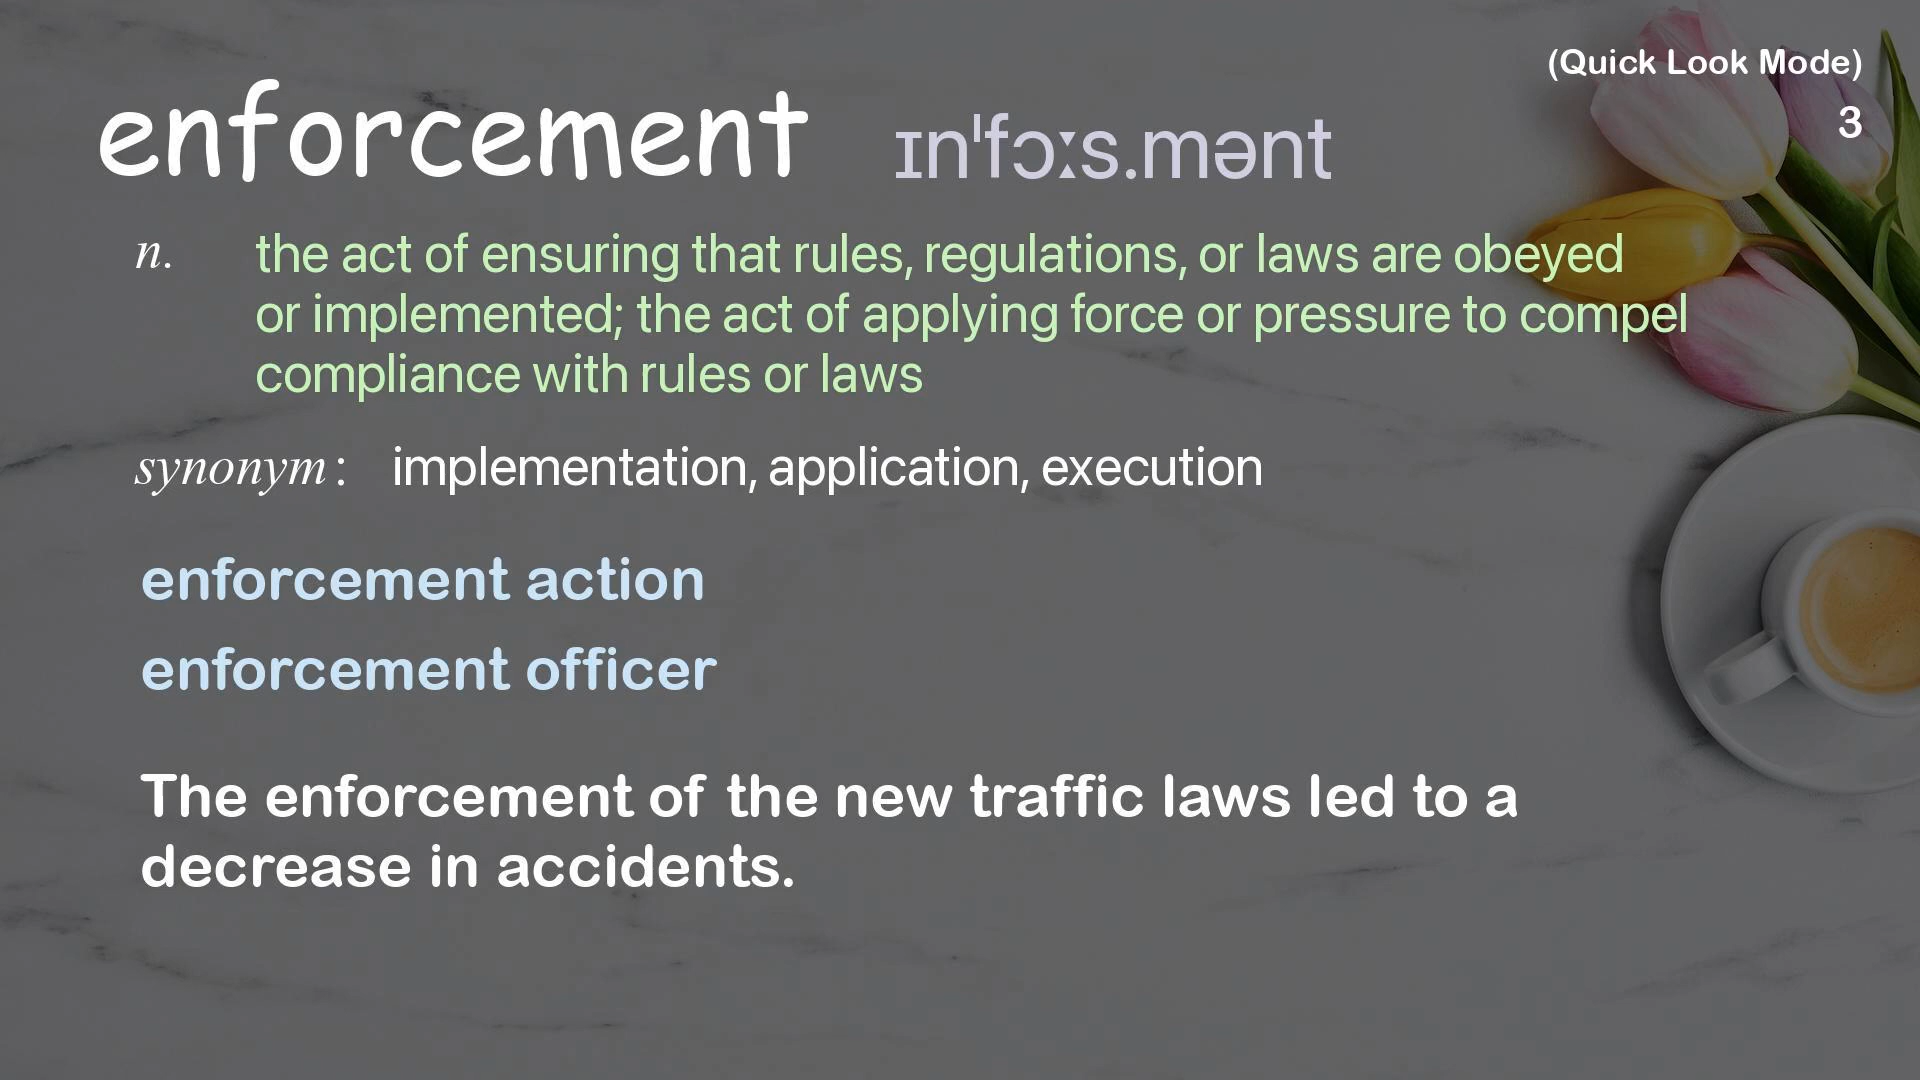 (Quick Look Mode)
3
enforcement ɪnˈfɔːs.mənt
n. the act of ensuring that rules, regulations, or laws are obeyed
or implemented; the act of applying force or pressure to compel
compliance with rules or laws
synonym: implementation, application, execution
enforcement action
enforcement officer
The enforcement of the new traffic laws led to a
decrease in accidents.